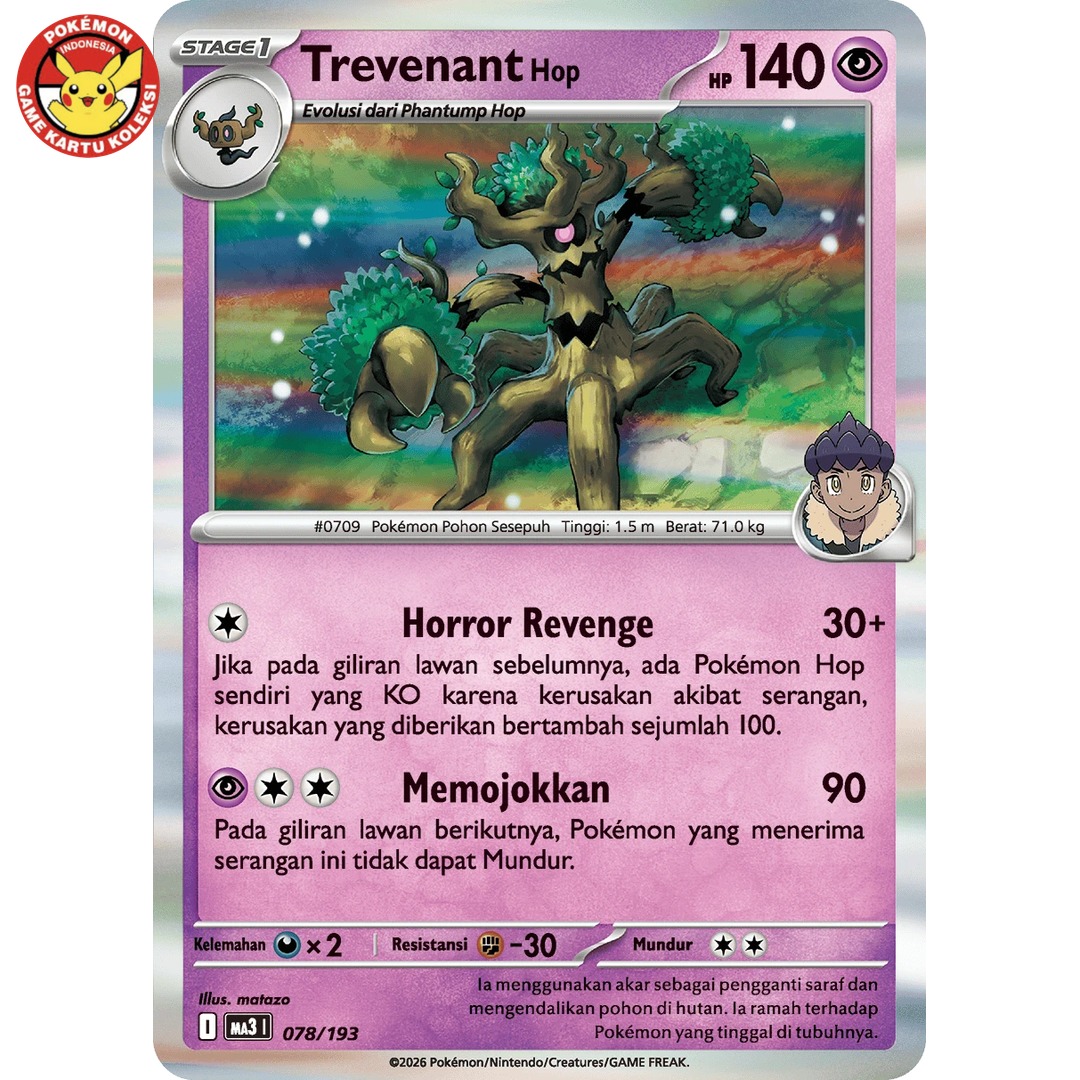 POKÉMON
INDONESIA
GAME KARTU KOLEKSI
STAGE 1
Trevenant Hop
HP 140
Evolusi dari Phantump Hop
#0709 Pokémon Pohon Sesepuh Tinggi: 1.5 m Berat: 71.0 kg
Horror Revenge 30+
Jika pada giliran lawan sebelumnya, ada Pokémon Hop
sendiri yang KO karena kerusakan akibat serangan,
kerusakan yang diberikan bertambah sejumlah 100.
Memojokkan 90
Pada giliran lawan berikutnya, Pokémon yang menerima
serangan ini tidak dapat Mundur.
Kelemahan ×2 Resistansi -30 Mundur
Illus. matazo
I MA3 I 078/193
Ia menggunakan akar sebagai pengganti saraf dan
mengendalikan pohon di hutan. Ia ramah terhadap
Pokémon yang tinggal di tubuhnya.
©2026 Pokémon/Nintendo/Creatures/GAME FREAK.